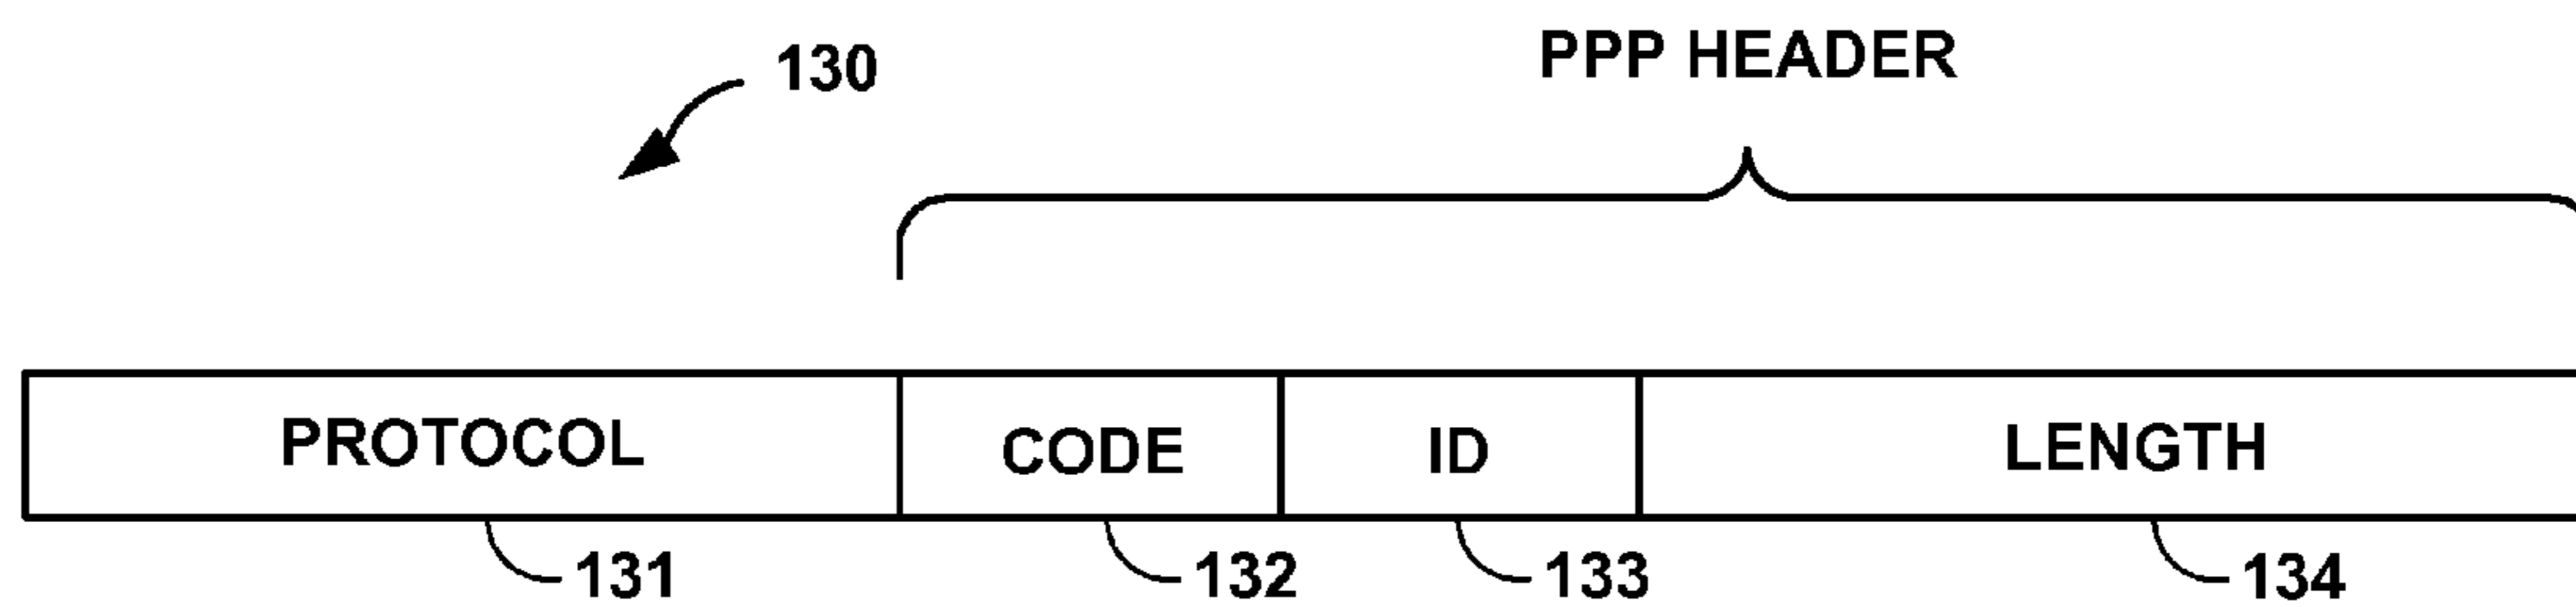 PPP HEADER
130
PROTOCOL CODE ID LENGTH
131 132 133 134